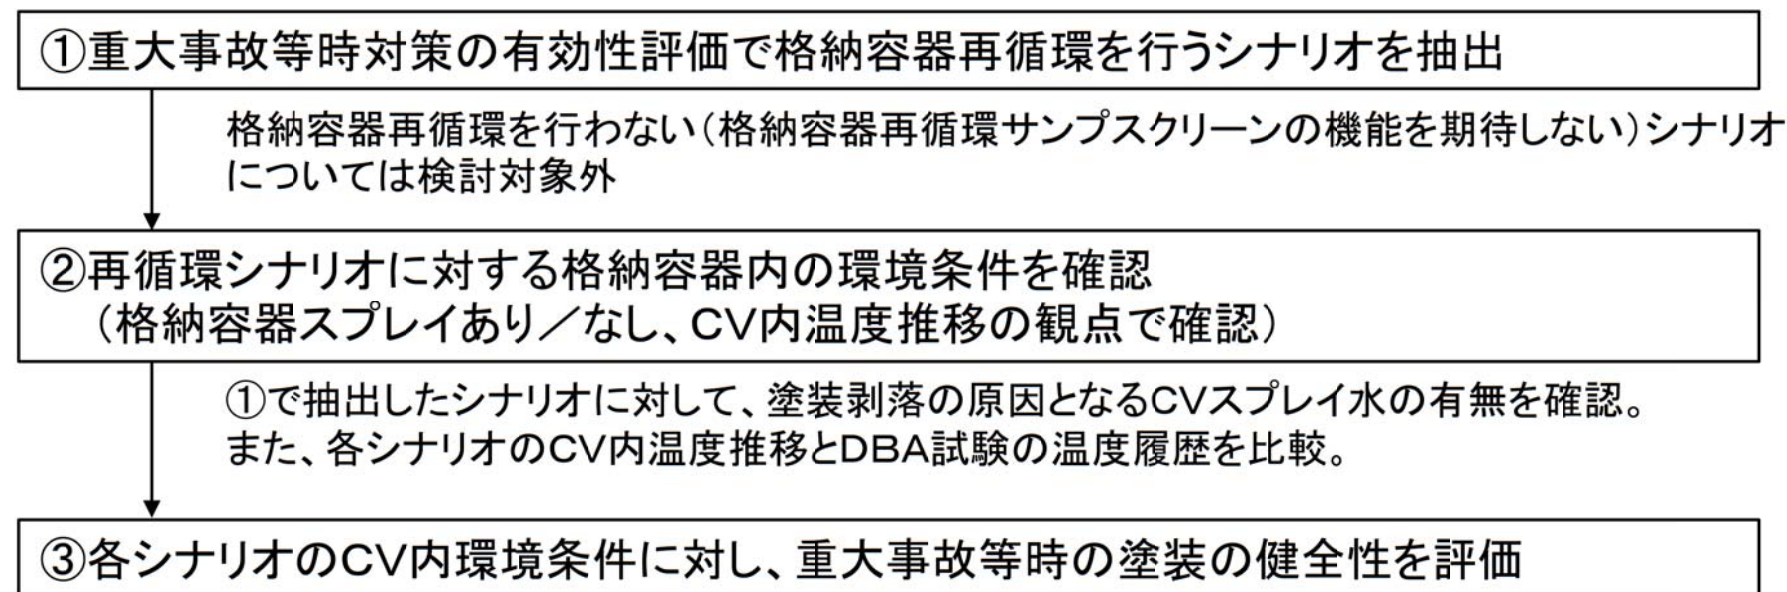 ①重大事故等時対策の有効性評価で格納容器再循環を行うシナリオを抽出
格納容器再循環を行わない（格納容器再循環サンプスクリーンの機能を期待しない）シナリオ
については検討対象外
②再循環シナリオに対する格納容器内の環境条件を確認
（格納容器スプレイあり／なし、CV内温度推移の観点で確認）
①で抽出したシナリオに対して、塗装剥落の原因となるCVスプレイ水の有無を確認。
また、各シナリオのCV内温度推移とDBA試験の温度履歴を比較。
③各シナリオのCV内環境条件に対し、重大事故等時の塗装の健全性を評価